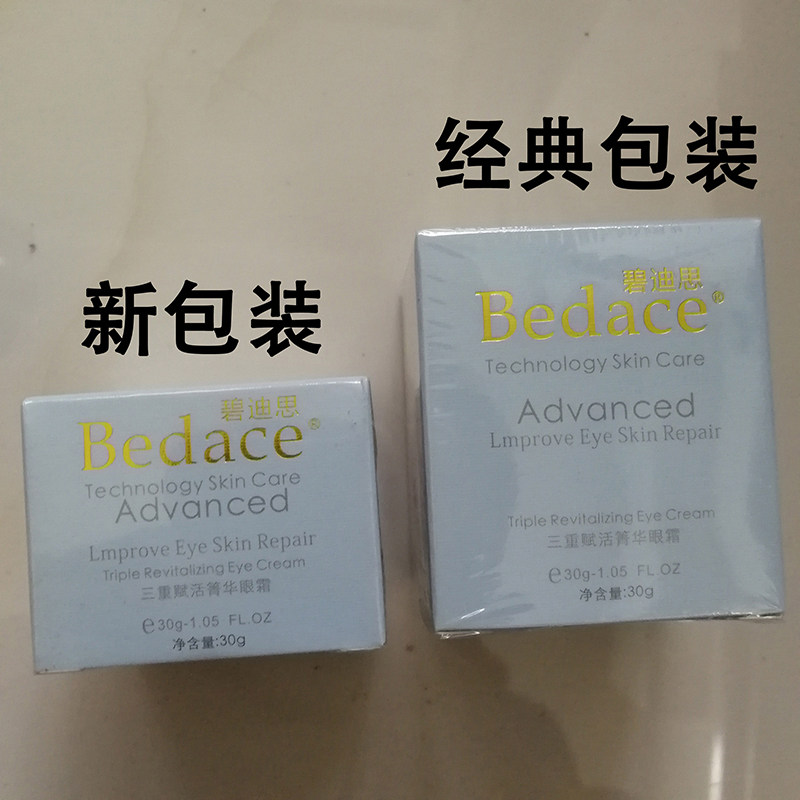 经典包装
新包装
碧迪思
Bedace®
Technology Skin Care
Advanced
Lmprove Eye Skin Repair
Triple Revitalizing Eye Cream
三重赋活菁华眼霜
℮30g-1.05 FL.OZ
净含量:30g
碧迪思
Bedace®
Technology Skin Care
Advanced
Lmprove Eye Skin Repair
Triple Revitalizing Eye Cream
三重赋活菁华眼霜
℮30g-1.05 FL.OZ
净含量:30g